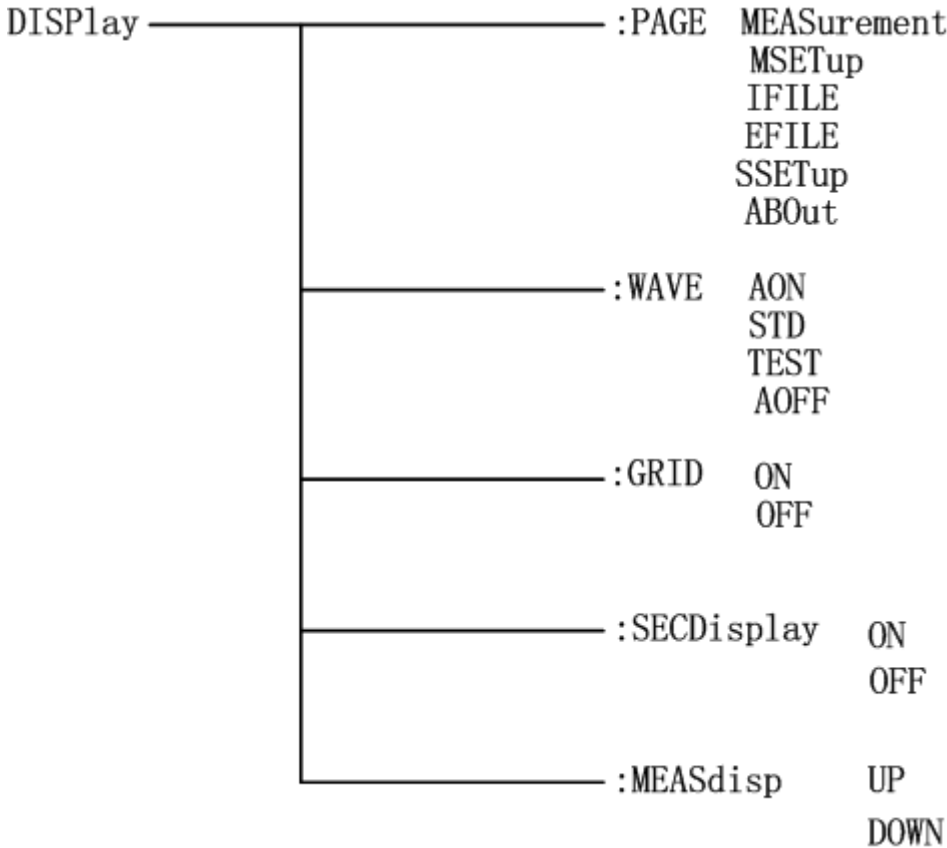 DISPlay :PAGE MEASurement
MSETup
IFILE
EFILE
SSETup
ABOut
:WAVE AON
STD
TEST
AOFF
:GRID ON
OFF
:SECDisplay ON
OFF
:MEASdisp UP
DOWN